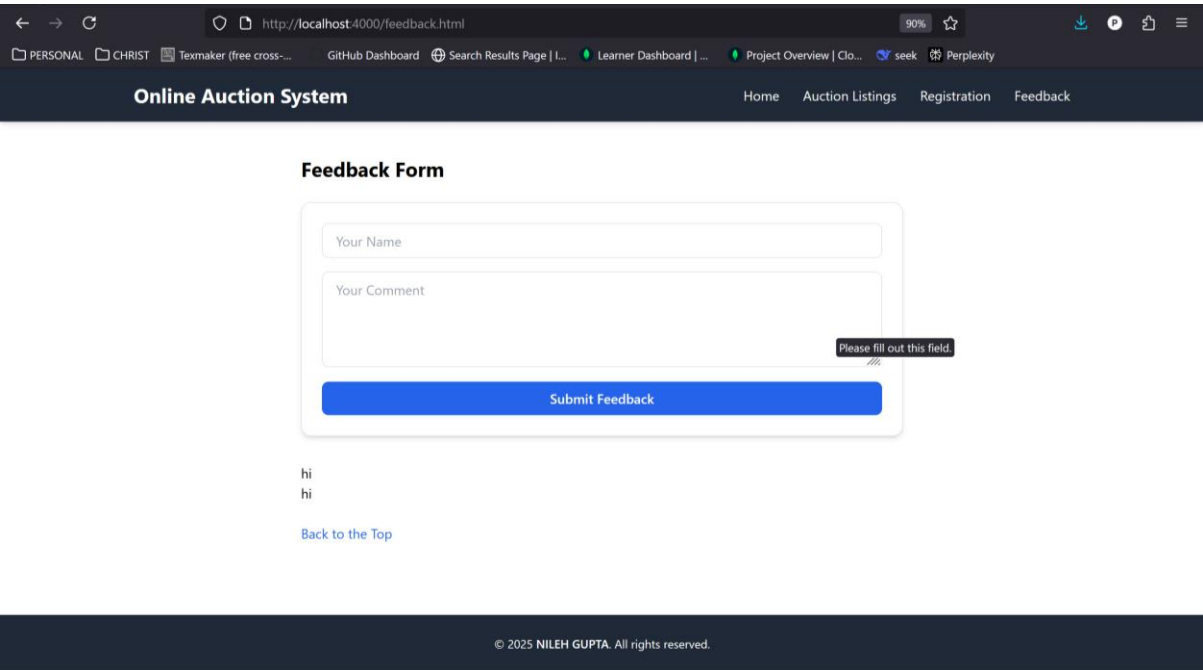 http://localhost:4000/feedback.html
90%
P
PERSONAL CHRIST Texmaker (free cross-... GitHub Dashboard Search Results Page | I... Learner Dashboard | ... Project Overview | Clo... seek Perplexity
Online Auction System Home Auction Listings Registration Feedback
Feedback Form
Your Name
Your Comment
Please fill out this field.
Submit Feedback
hi
hi
Back to the Top
© 2025 NILEH GUPTA. All rights reserved.